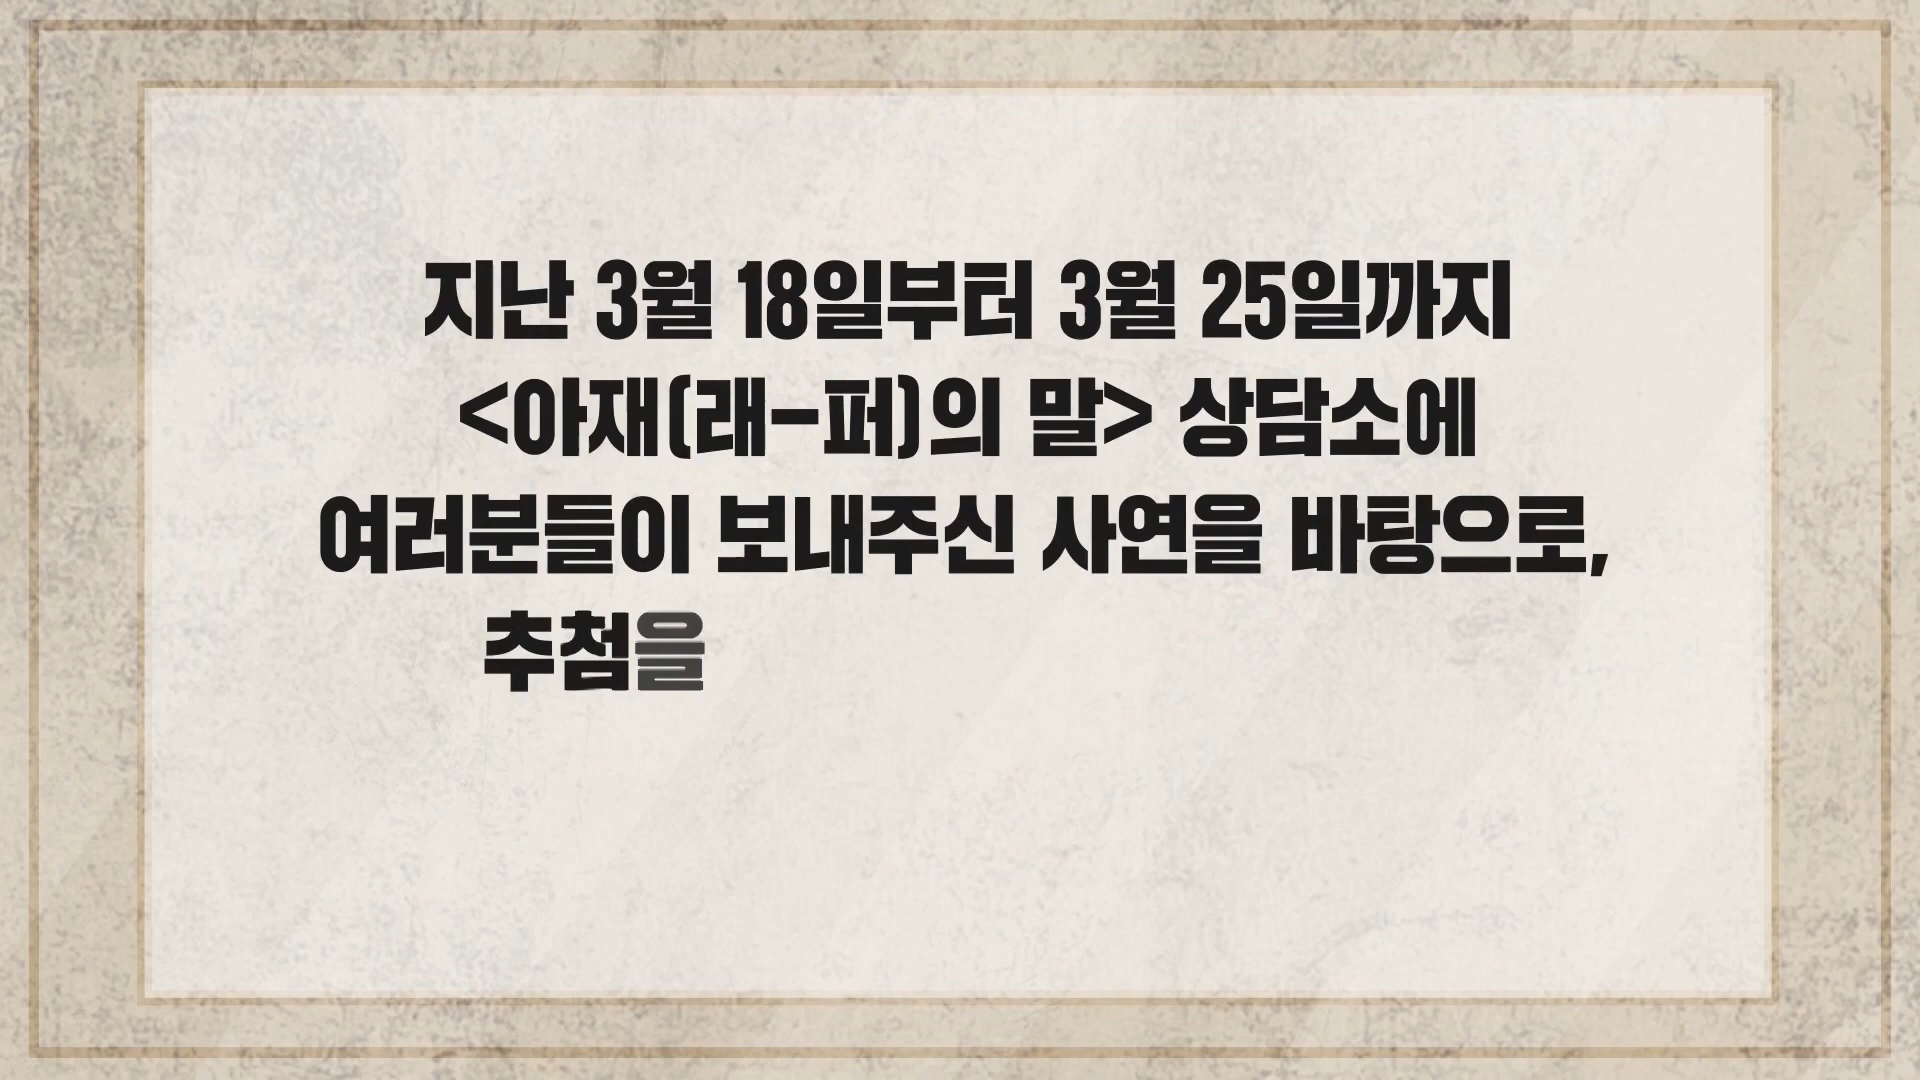 지난 3월 18일부터 3월 25일까지
<아재(래-퍼)의 말> 상담소에
여러분들이 보내주신 사연을 바탕으로,
추첨을